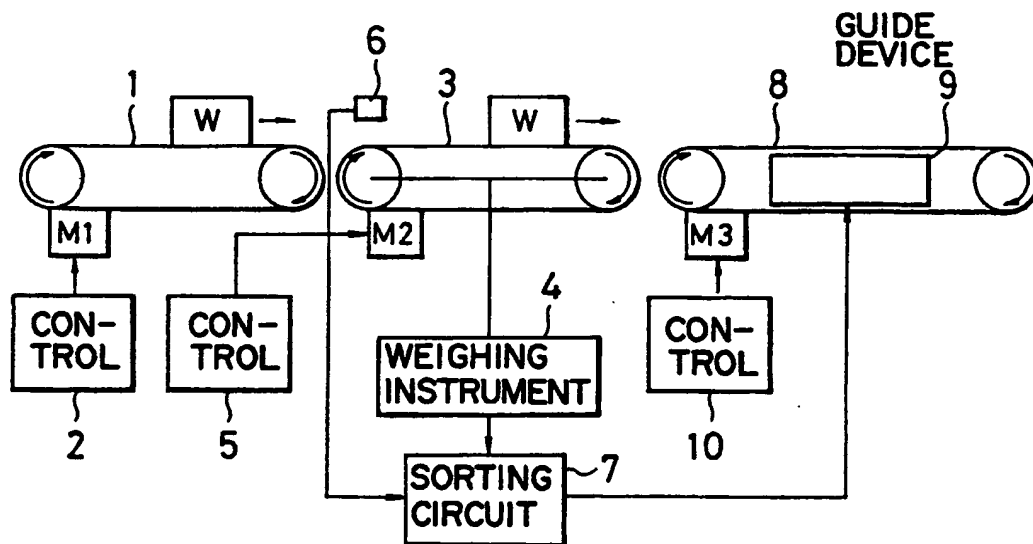 GUIDE
DEVICE
6
1
3
8
9
W
W
M1
M2
M3
4
CON-
TROL
CON-
TROL
WEIGHING
INSTRUMENT
CON-
TROL
2
5
10
7
SORTING
CIRCUIT